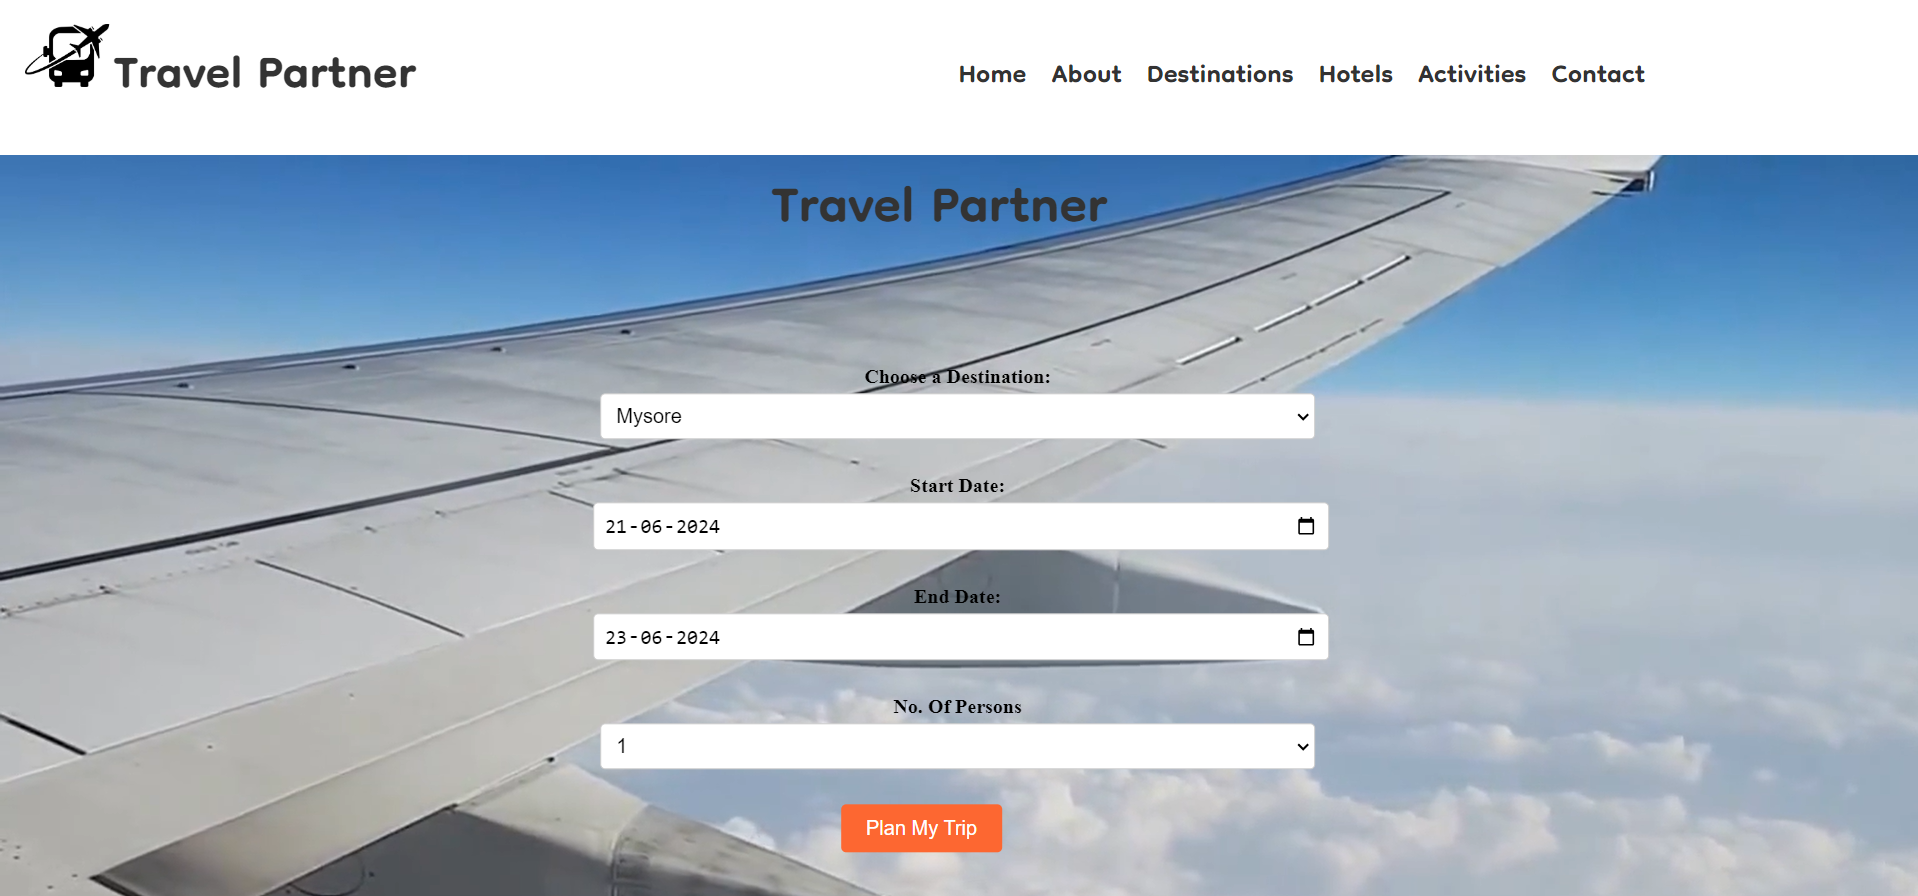 Travel Partner
Home About Destinations Hotels Activities Contact
Travel Partner
Choose a Destination:
Mysore
Start Date:
21-06-2024
End Date:
23-06-2024
No. Of Persons
1
Plan My Trip